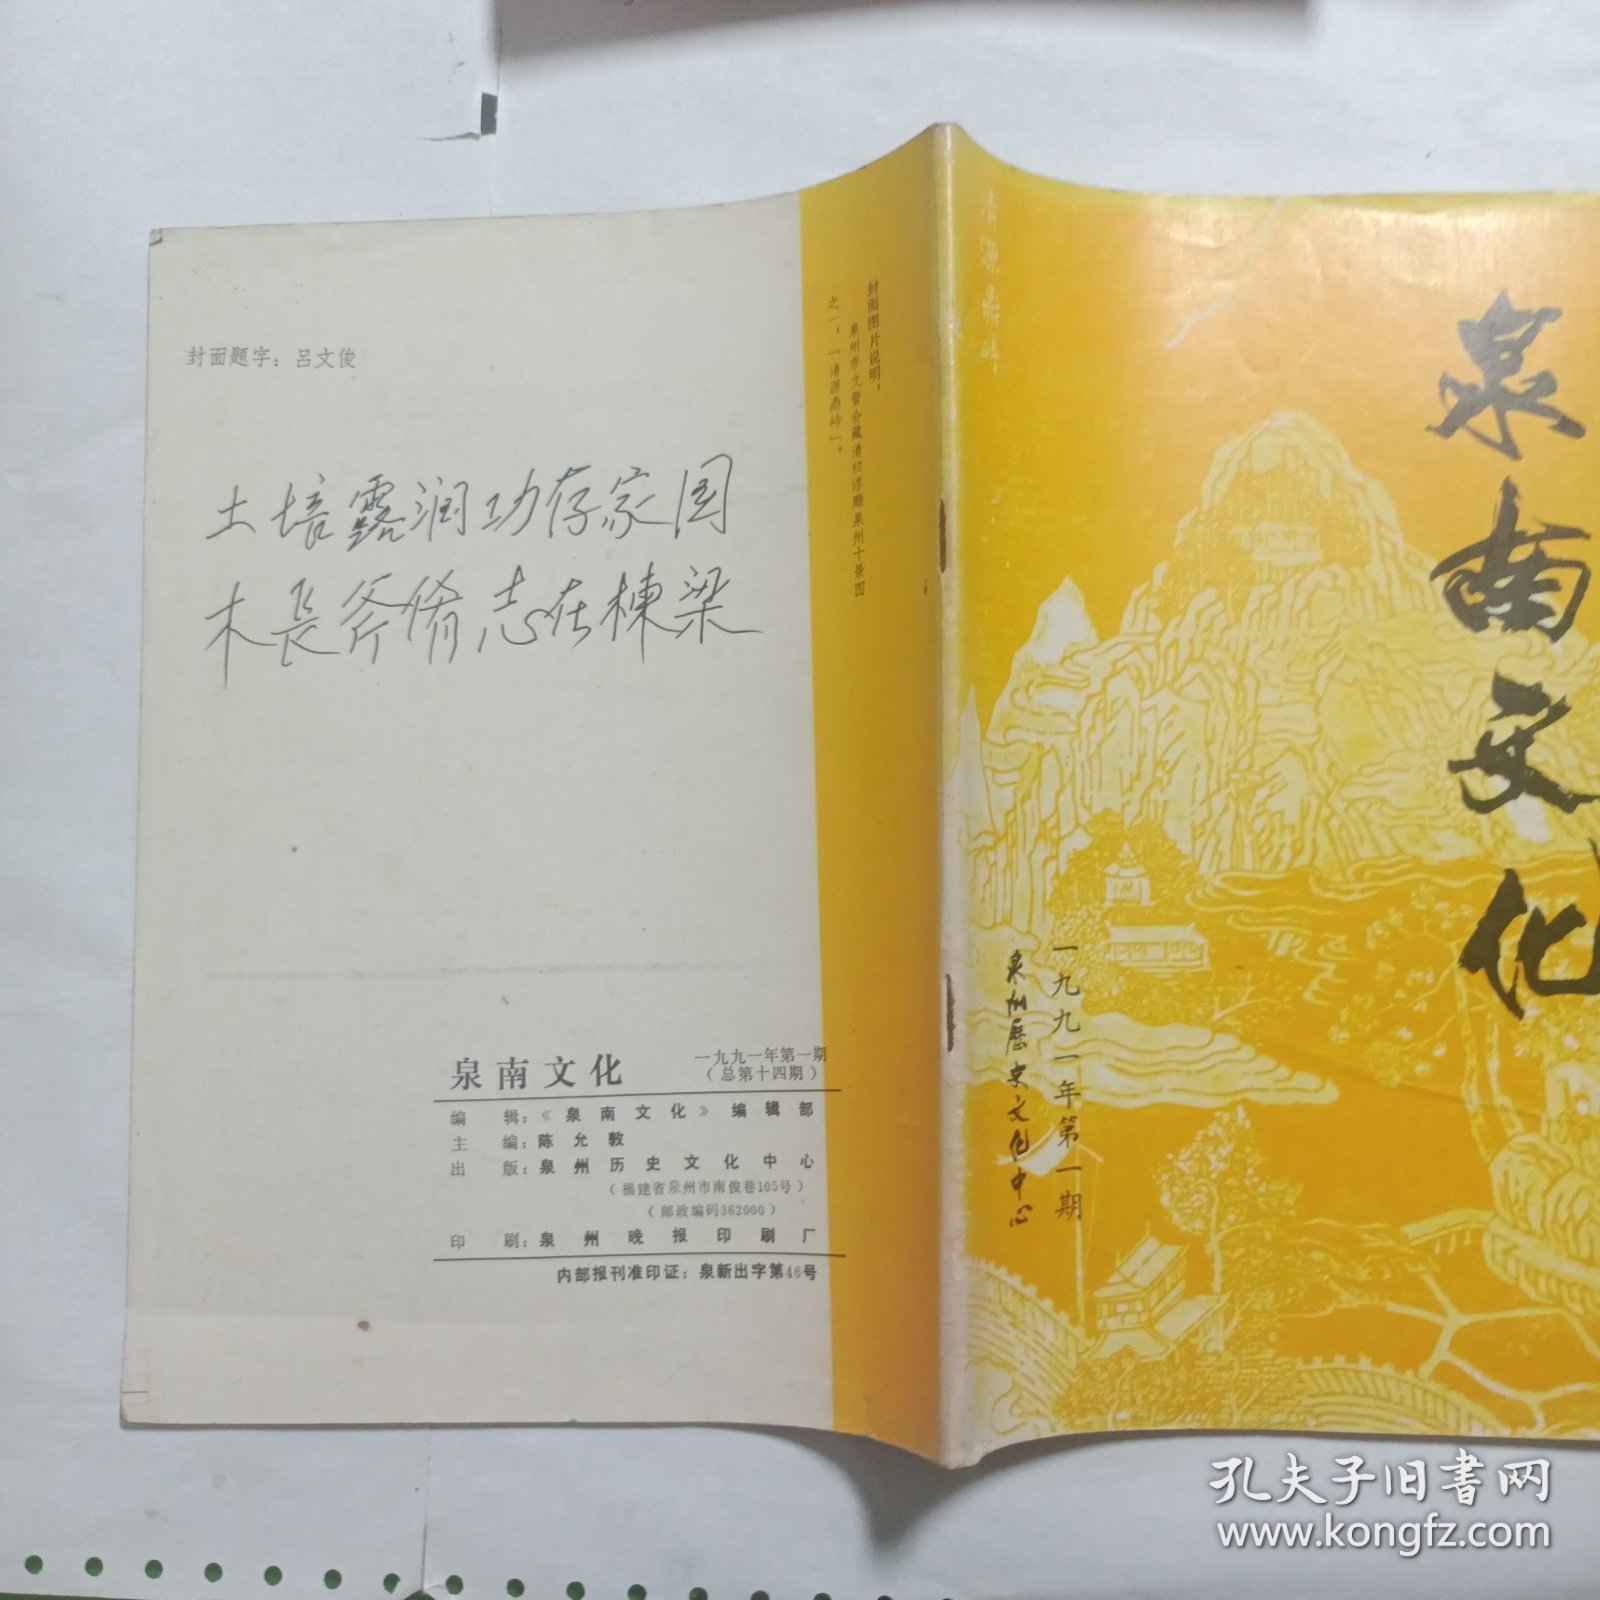 封面题字：吕文俊
土培露润功存家园
木長斧脩志在棟梁
泉南文化
一九九一年第一期
（总第十四期）
编 辑：《泉南文化》编辑部
主 编：陈允敦
出 版：泉州历史文化中心
（福建省泉州市南俊巷105号）
（邮政编码362000）
印 刷：泉州晚报印刷厂
内部报刊准印证：泉新出字第46号
封面图片说明：
泉州市文管会藏清初漆雕泉州十景图
之一，「清源鼎峙」。
清源鼎峙
泉南文化
一九九一年第一期
泉州歷史文化中心
孔夫子旧书网
www.kongfz.com